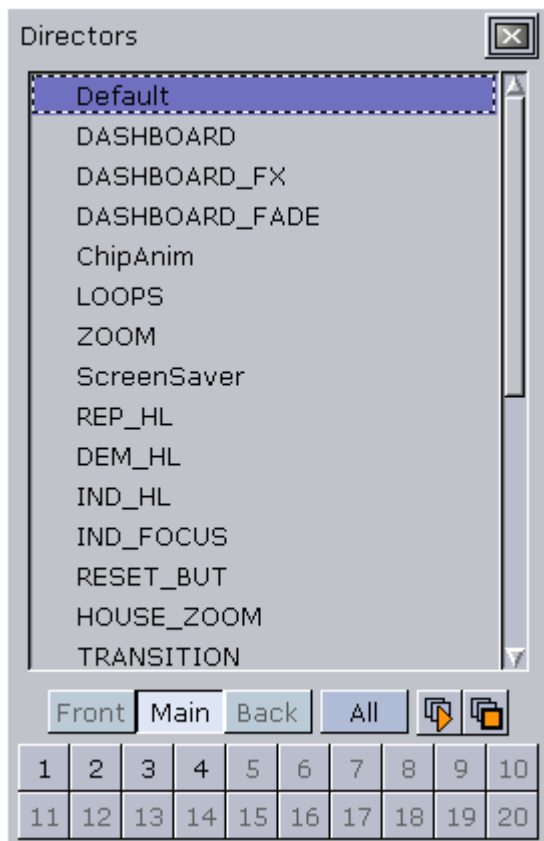 Directors
Default
DASHBOARD
DASHBOARD_FX
DASHBOARD_FADE
ChipAnim
LOOPS
ZOOM
ScreenSaver
REP_HL
DEM_HL
IND_HL
IND_FOCUS
RESET_BUT
HOUSE_ZOOM
TRANSITION
Front Main Back All
1 2 3 4 5 6 7 8 9 10
11 12 13 14 15 16 17 18 19 20